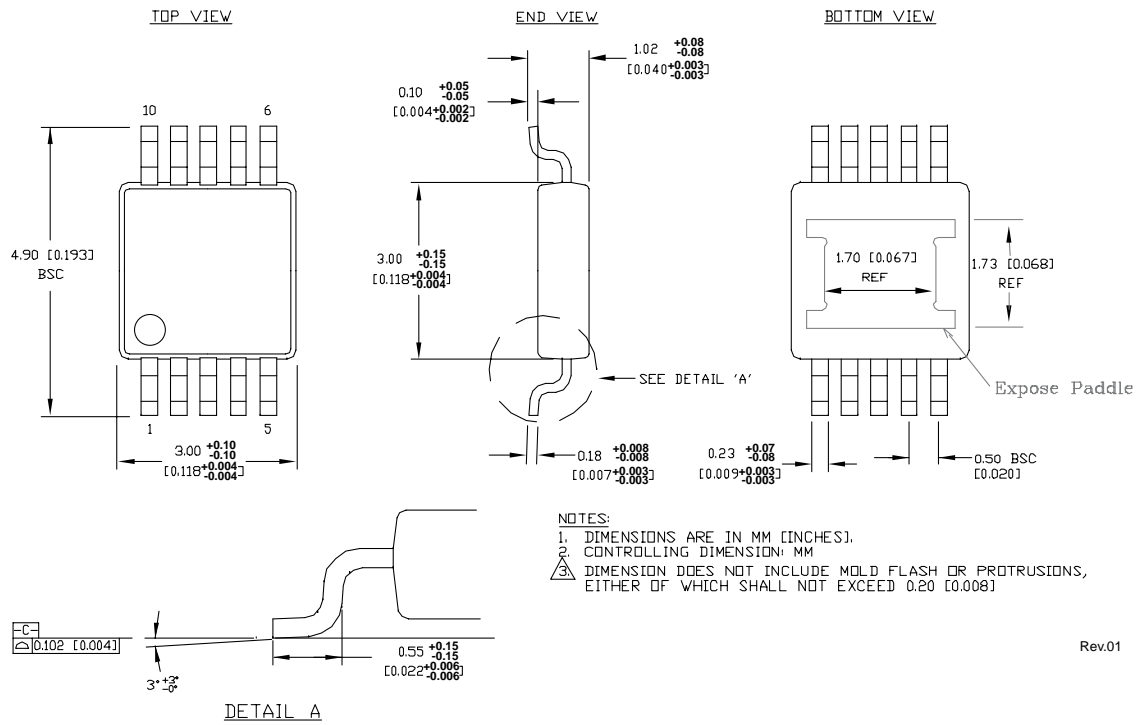 TOP VIEW
END VIEW
BOTTOM VIEW
1.02 +0.08 -0.08
[0.040 +0.003 -0.003]
0.10 +0.05 -0.05
[0.004 +0.002 -0.002]
10
6
4.90 [0.193]
BSC
3.00 +0.15 -0.15
[0.118 +0.004 -0.004]
1.70 [0.067]
REF
1.73 [0.068]
REF
SEE DETAIL 'A'
Expose Paddle
1
5
3.00 +0.10 -0.10
[0.118 +0.004 -0.004]
0.18 +0.008 -0.008
[0.007 +0.003 -0.003]
0.23 +0.07 -0.08
[0.009 +0.003 -0.003]
0.50 BSC
[0.020]
NOTES:
1. DIMENSIONS ARE IN MM [INCHES].
2. CONTROLLING DIMENSION: MM
3. DIMENSION DOES NOT INCLUDE MOLD FLASH OR PROTRUSIONS,
EITHER OF WHICH SHALL NOT EXCEED 0.20 [0.008]
-C-
0.102 [0.004]
3° +3° -0°
0.55 +0.15 -0.15
[0.022 +0.006 -0.006]
DETAIL A
Rev.01